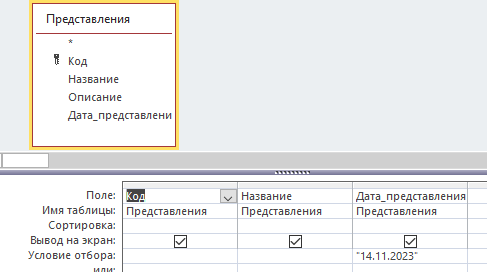 Представления
*
Код
Название
Описание
Дата_представлени
Поле: Код Название Дата_представления
Имя таблицы: Представления Представления Представления
Сортировка:
Вывод на экран:
Условие отбора: "14.11.2023"
или: